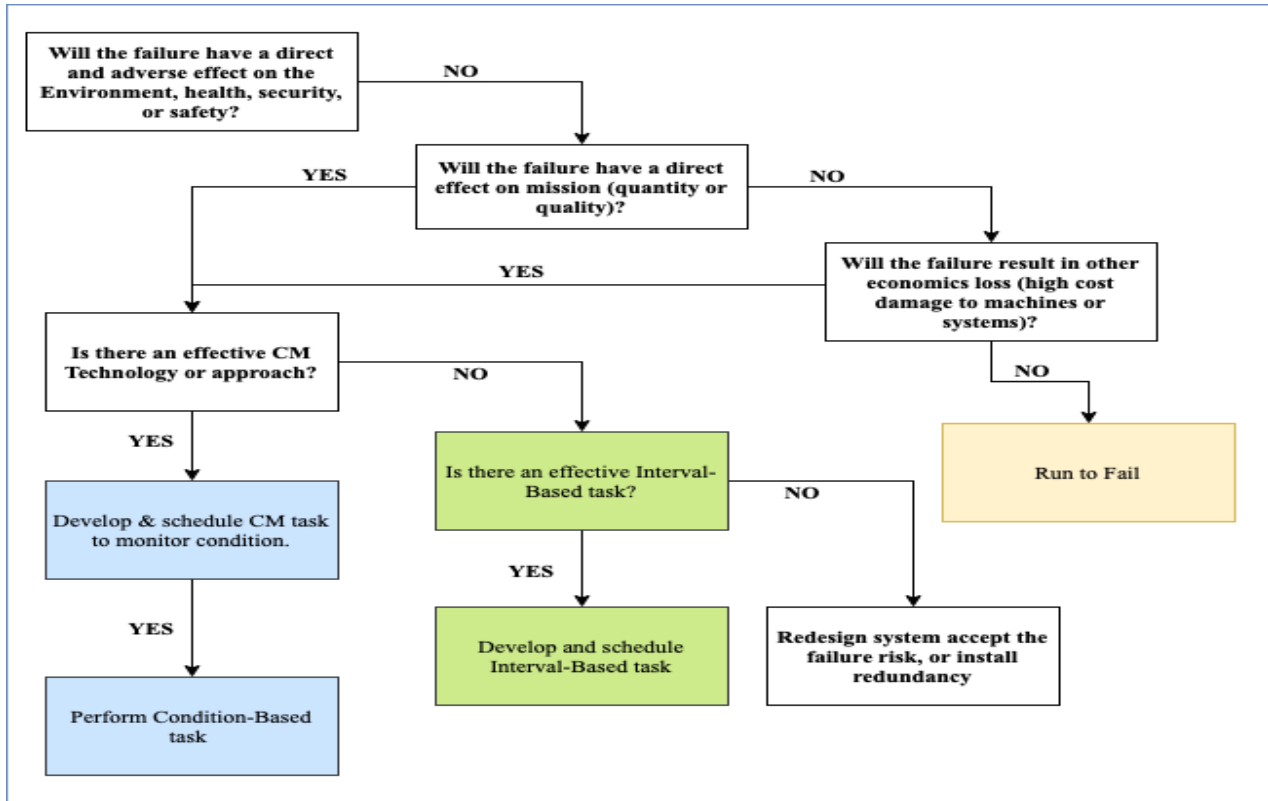 Will the failure have a direct
and adverse effect on the
Environment, health, security,
or safety?
NO
Will the failure have a direct
effect on mission (quantity or
quality)?
YES
NO
Will the failure result in other
economics loss (high cost
damage to machines or
systems)?
YES
NO
Is there an effective CM
Technology or approach?
NO
YES
Run to Fail
Is there an effective Interval-
Based task?
NO
Develop & schedule CM task
to monitor condition.
YES
YES
Develop and schedule
Interval-Based task
Redesign system accept the
failure risk, or install
redundancy
Perform Condition-Based
task